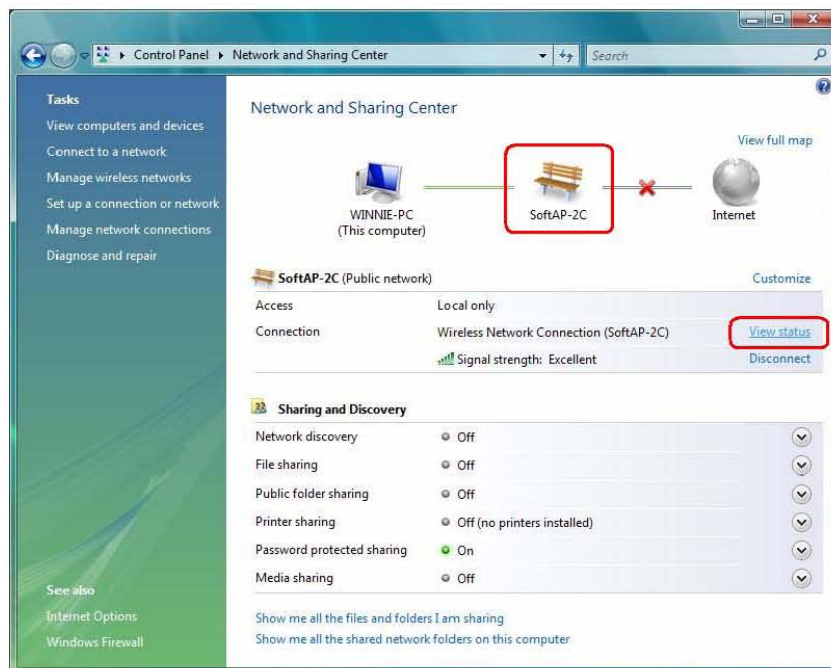 Control Panel Network and Sharing Center
Search
Tasks
View computers and devices
Connect to a network
Manage wireless networks
Set up a connection or network
Manage network connections
Diagnose and repair
See also
Internet Options
Windows Firewall
Network and Sharing Center
View full map
WINNIE-PC
(This computer)
SoftAP-2C
Internet
SoftAP-2C (Public network) Customize
Access Local only
Connection Wireless Network Connection (SoftAP-2C) View status
Signal strength: Excellent Disconnect
Sharing and Discovery
Network discovery Off
File sharing Off
Public folder sharing Off
Printer sharing Off (no printers installed)
Password protected sharing On
Media sharing Off
Show me all the files and folders I am sharing
Show me all the shared network folders on this computer